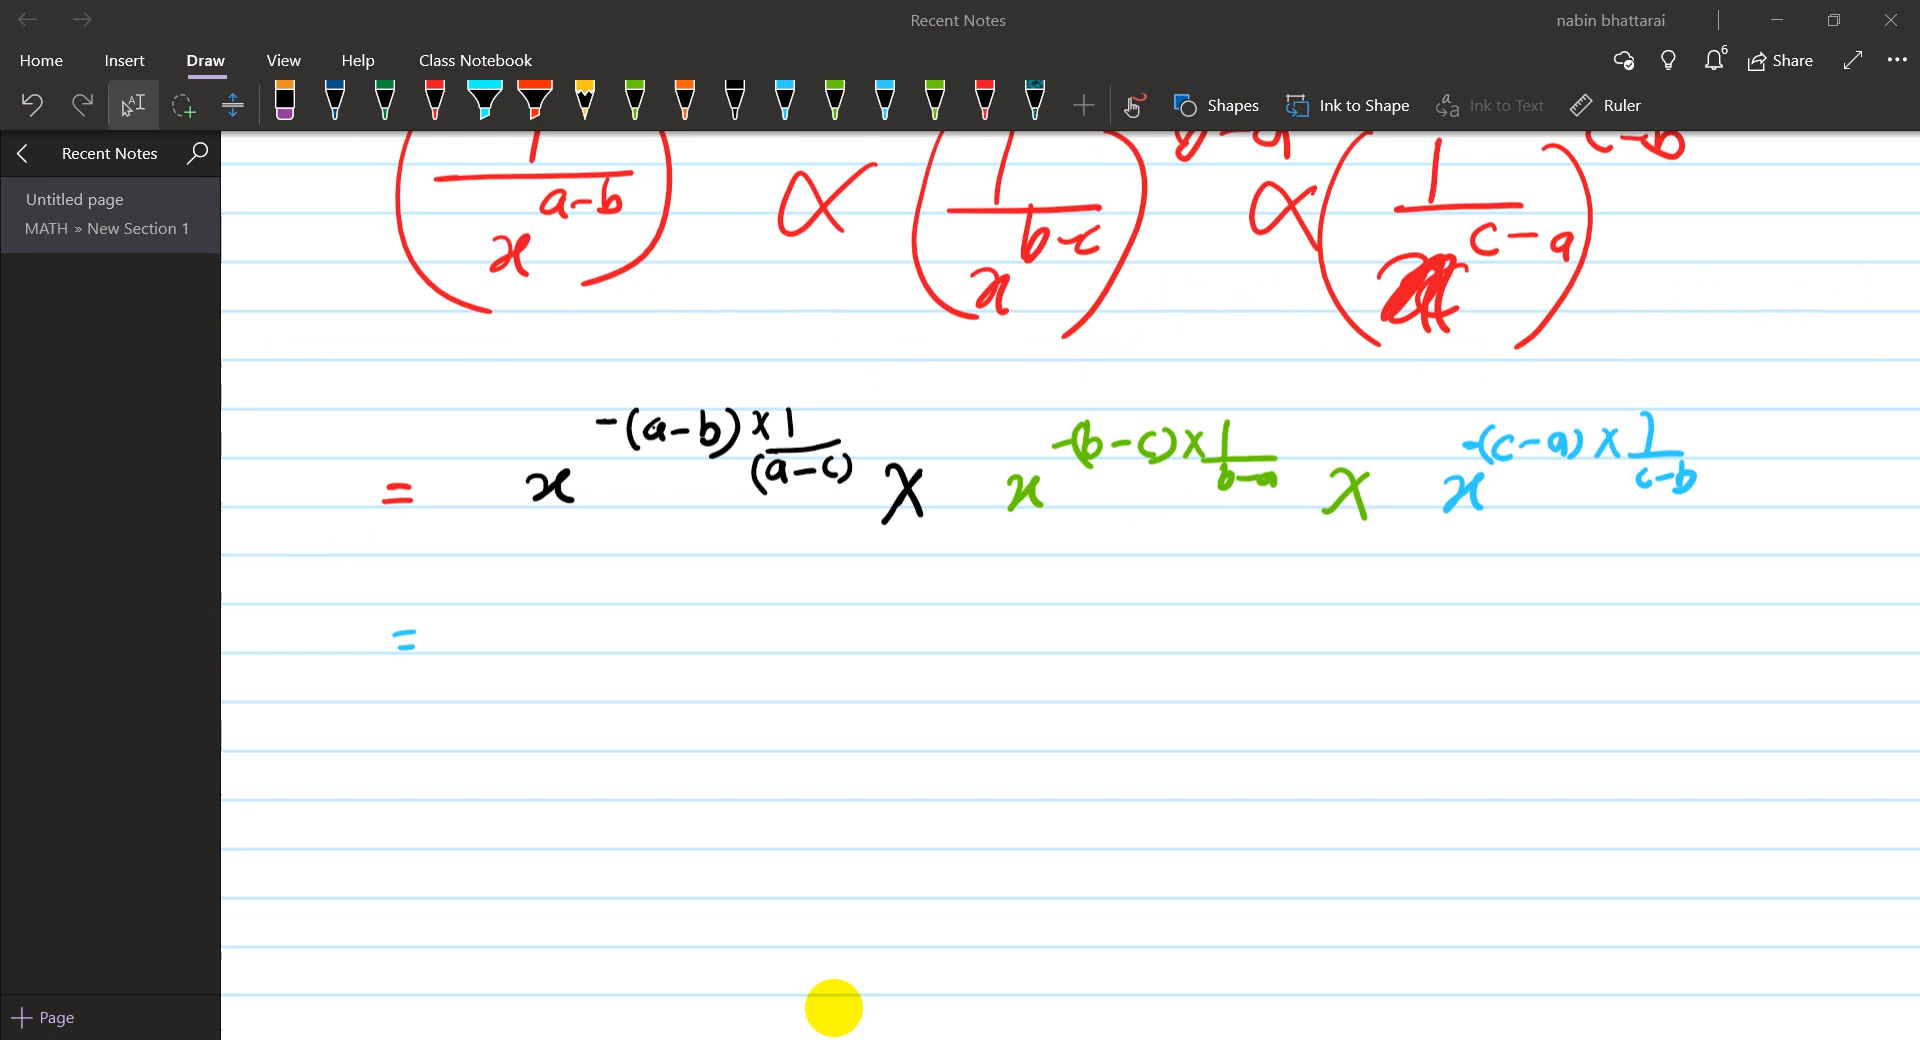 Recent Notes
nabin bhattarai
Home Insert Draw View Help Class Notebook
6
Share
Shapes Ink to Shape Ink to Text Ruler
Recent Notes
Untitled page
MATH » New Section 1
(1/x^(a-b)) × (1/x^(b-c)) × (1/x^(c-a))^(c-b)
= x^(-(a-b)×1/(a-c)) × x^(-(b-c)×1/(b-a)) × x^(-(c-a)×1/(c-b))
=
Page